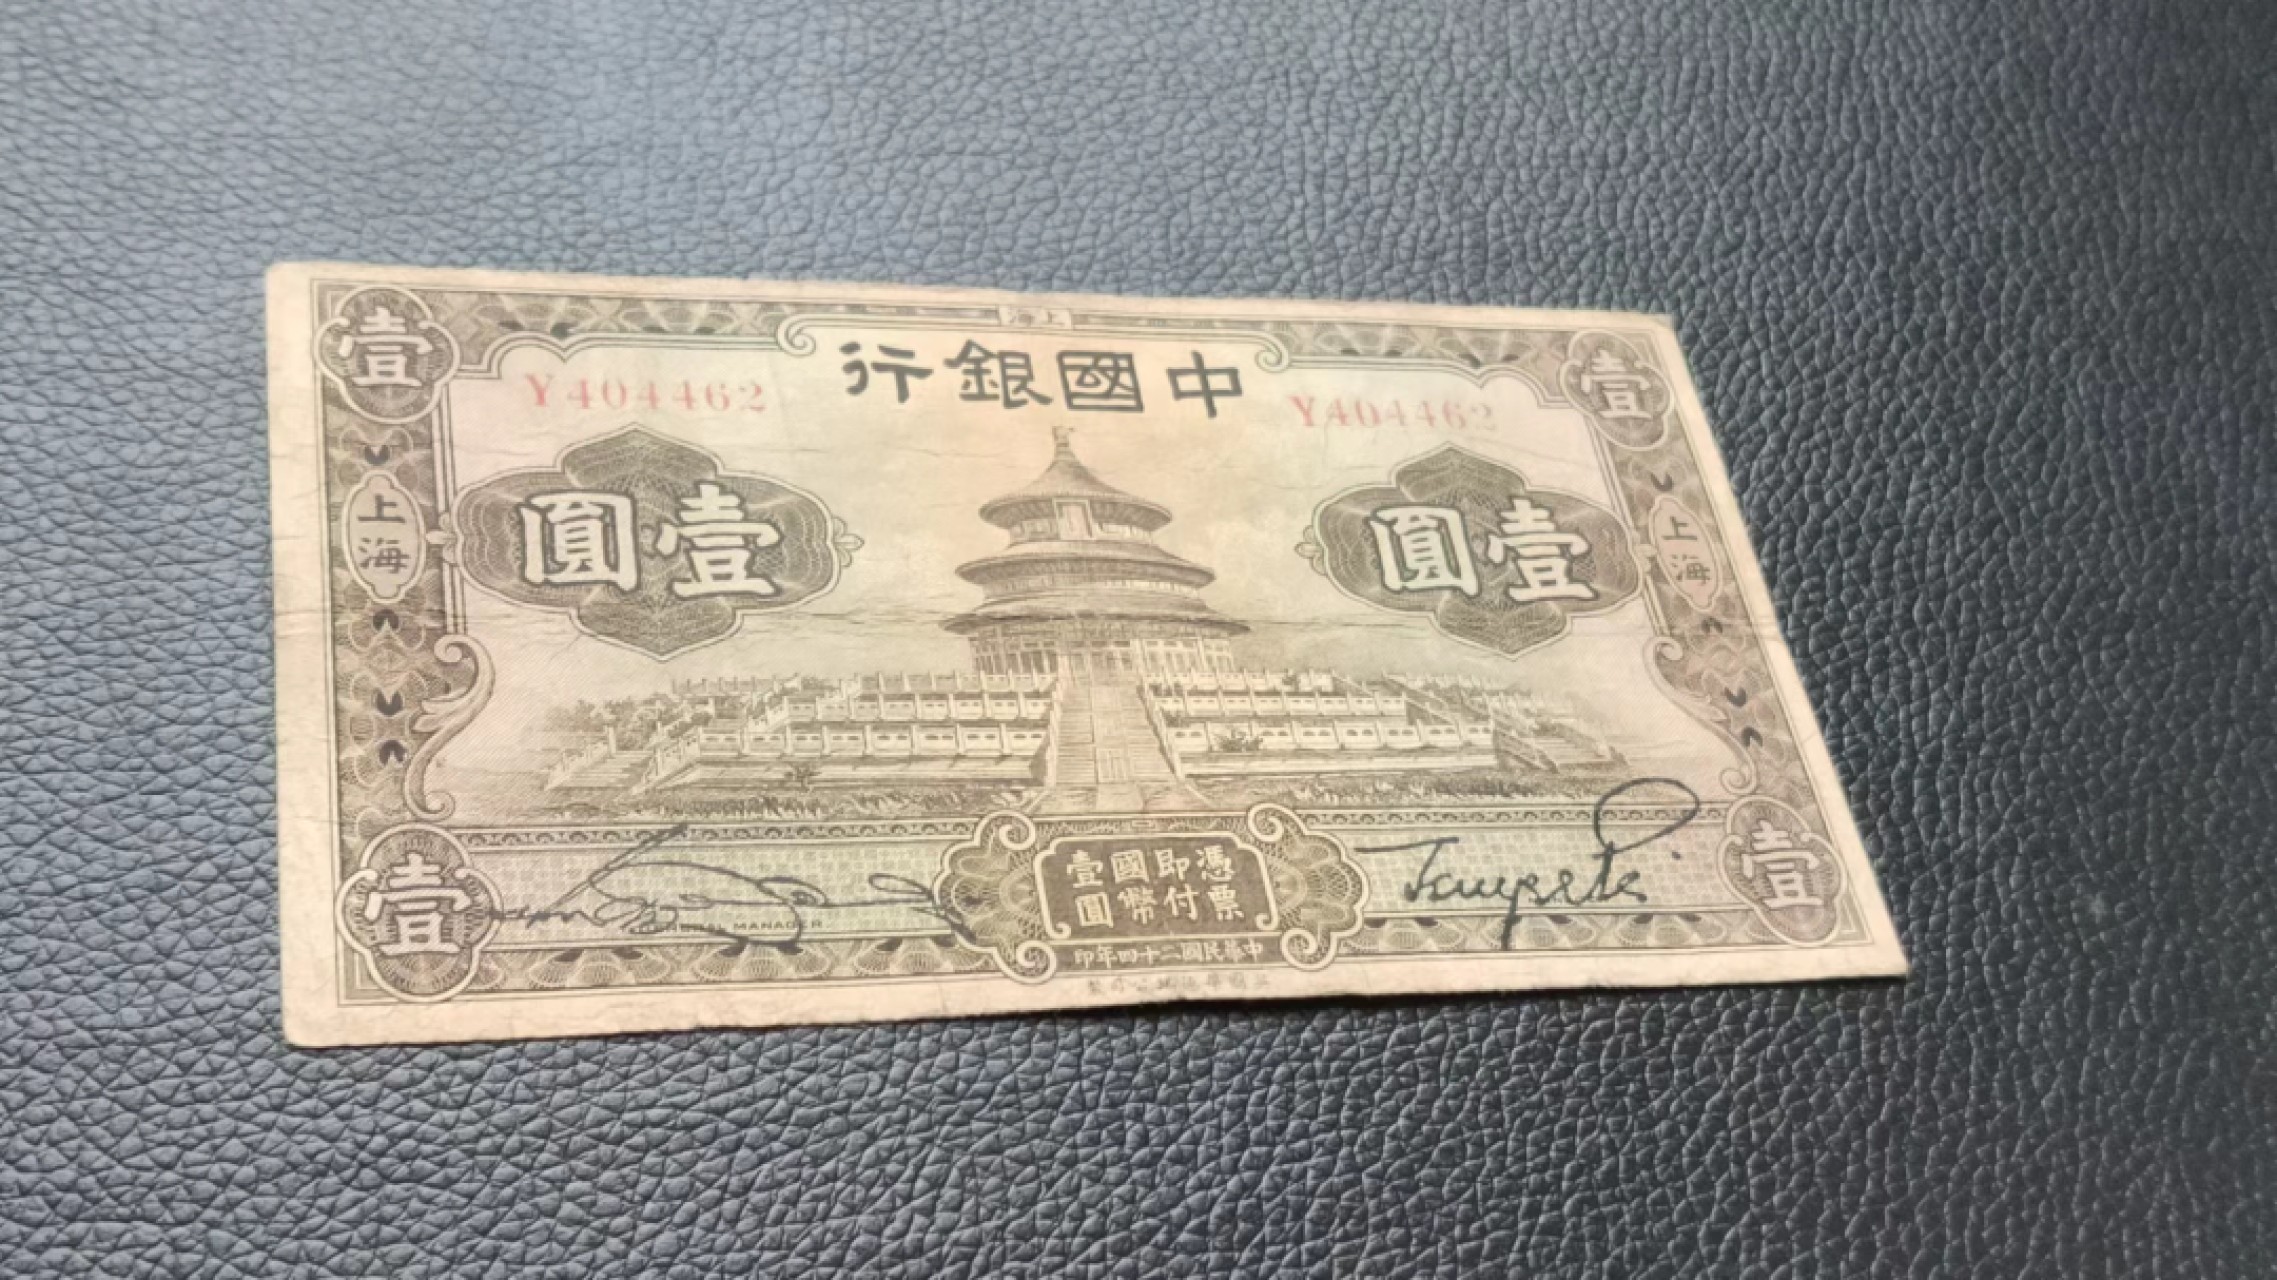 上海
中國銀行
Y404462
Y404462
壹
壹
壹圓
壹圓
上海
上海
憑票
即付
國幣
壹圓
GENERAL MANAGER
壹
壹
中華民國二十四年印